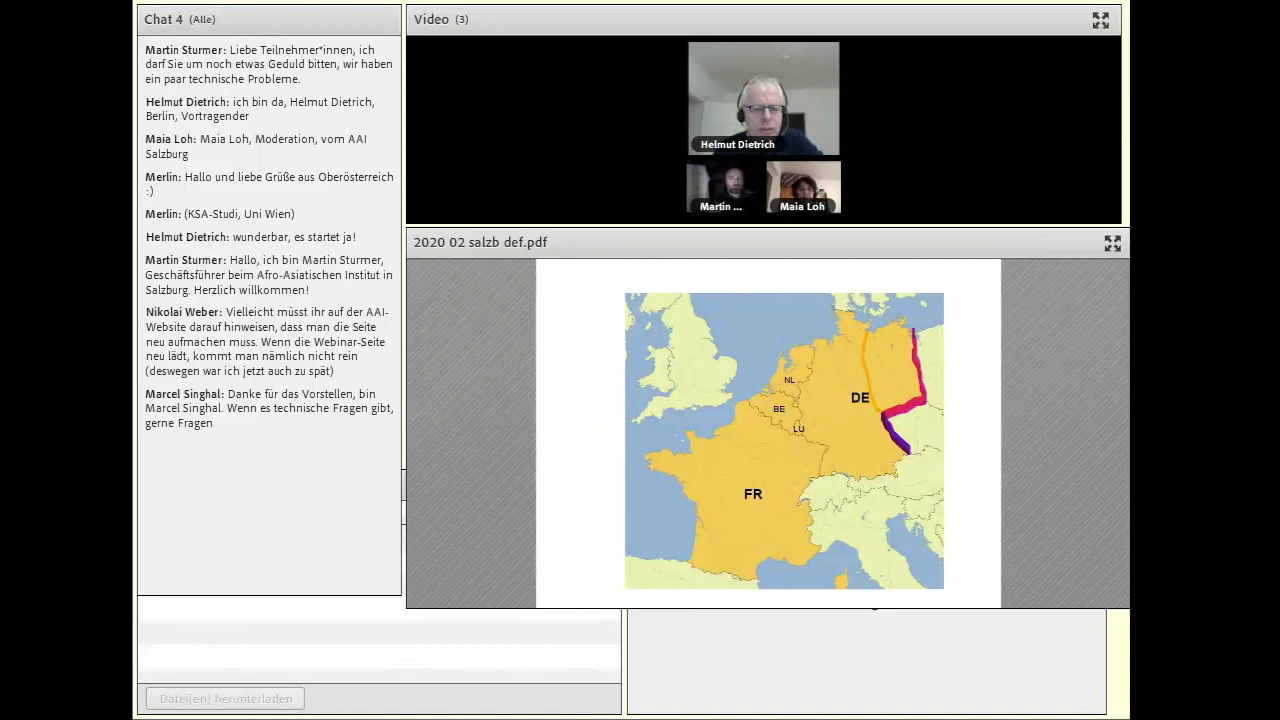 Chat 4 (Alle)
Martin Sturmer: Liebe Teilnehmer*innen, ich
darf Sie um noch etwas Geduld bitten, wir haben
ein paar technische Probleme.
Helmut Dietrich: ich bin da, Helmut Dietrich,
Berlin, Vortragender
Maia Loh: Maia Loh, Moderation, vom AAI
Salzburg
Merlin: Hallo und liebe Grüße aus Oberösterreich
:)
Merlin: (KSA-Studi, Uni Wien)
Helmut Dietrich: wunderbar, es startet ja!
Martin Sturmer: Hallo, ich bin Martin Sturmer,
Geschäftsführer beim Afro-Asiatischen Institut in
Salzburg. Herzlich willkommen!
Nikolai Weber: Vielleicht müsst ihr auf der AAI-
Website darauf hinweisen, dass man die Seite
neu aufmachen muss. Wenn die Webinar-Seite
neu lädt, kommt man nämlich nicht rein
(deswegen war ich jetzt auch zu spät)
Marcel Singhal: Danke für das Vorstellen, bin
Marcel Singhal. Wenn es technische Fragen gibt,
gerne Fragen
Datei(en) herunterladen
Video (3)
Helmut Dietrich
Martin ...
Maia Loh
2020 02 salzb def.pdf
NL
DE
BE
LU
FR